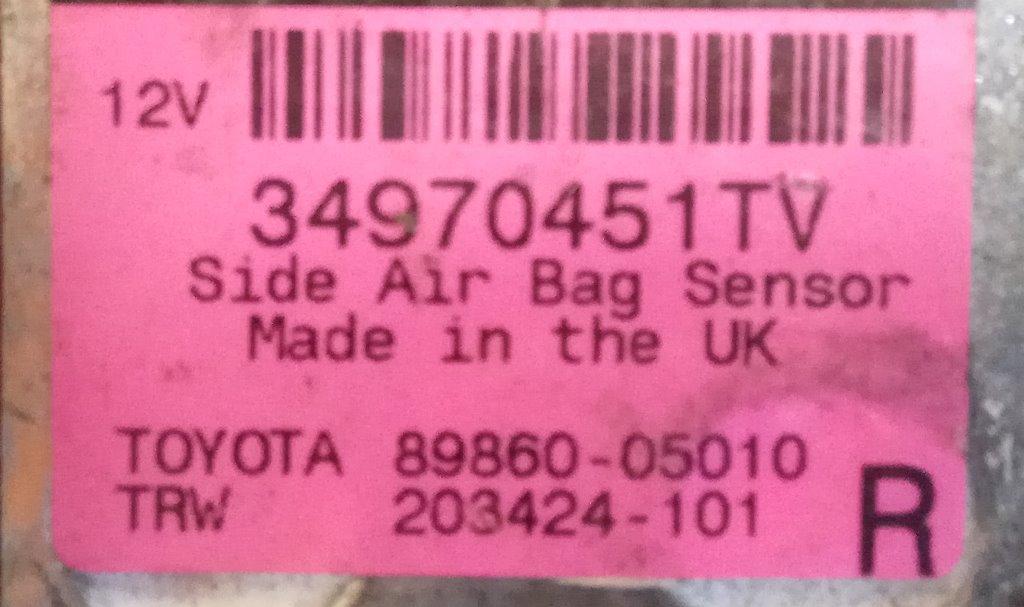 12V
34970451TV
Side Air Bag Sensor
Made in the UK
TOYOTA 89860-05010
TRW 203424-101
R